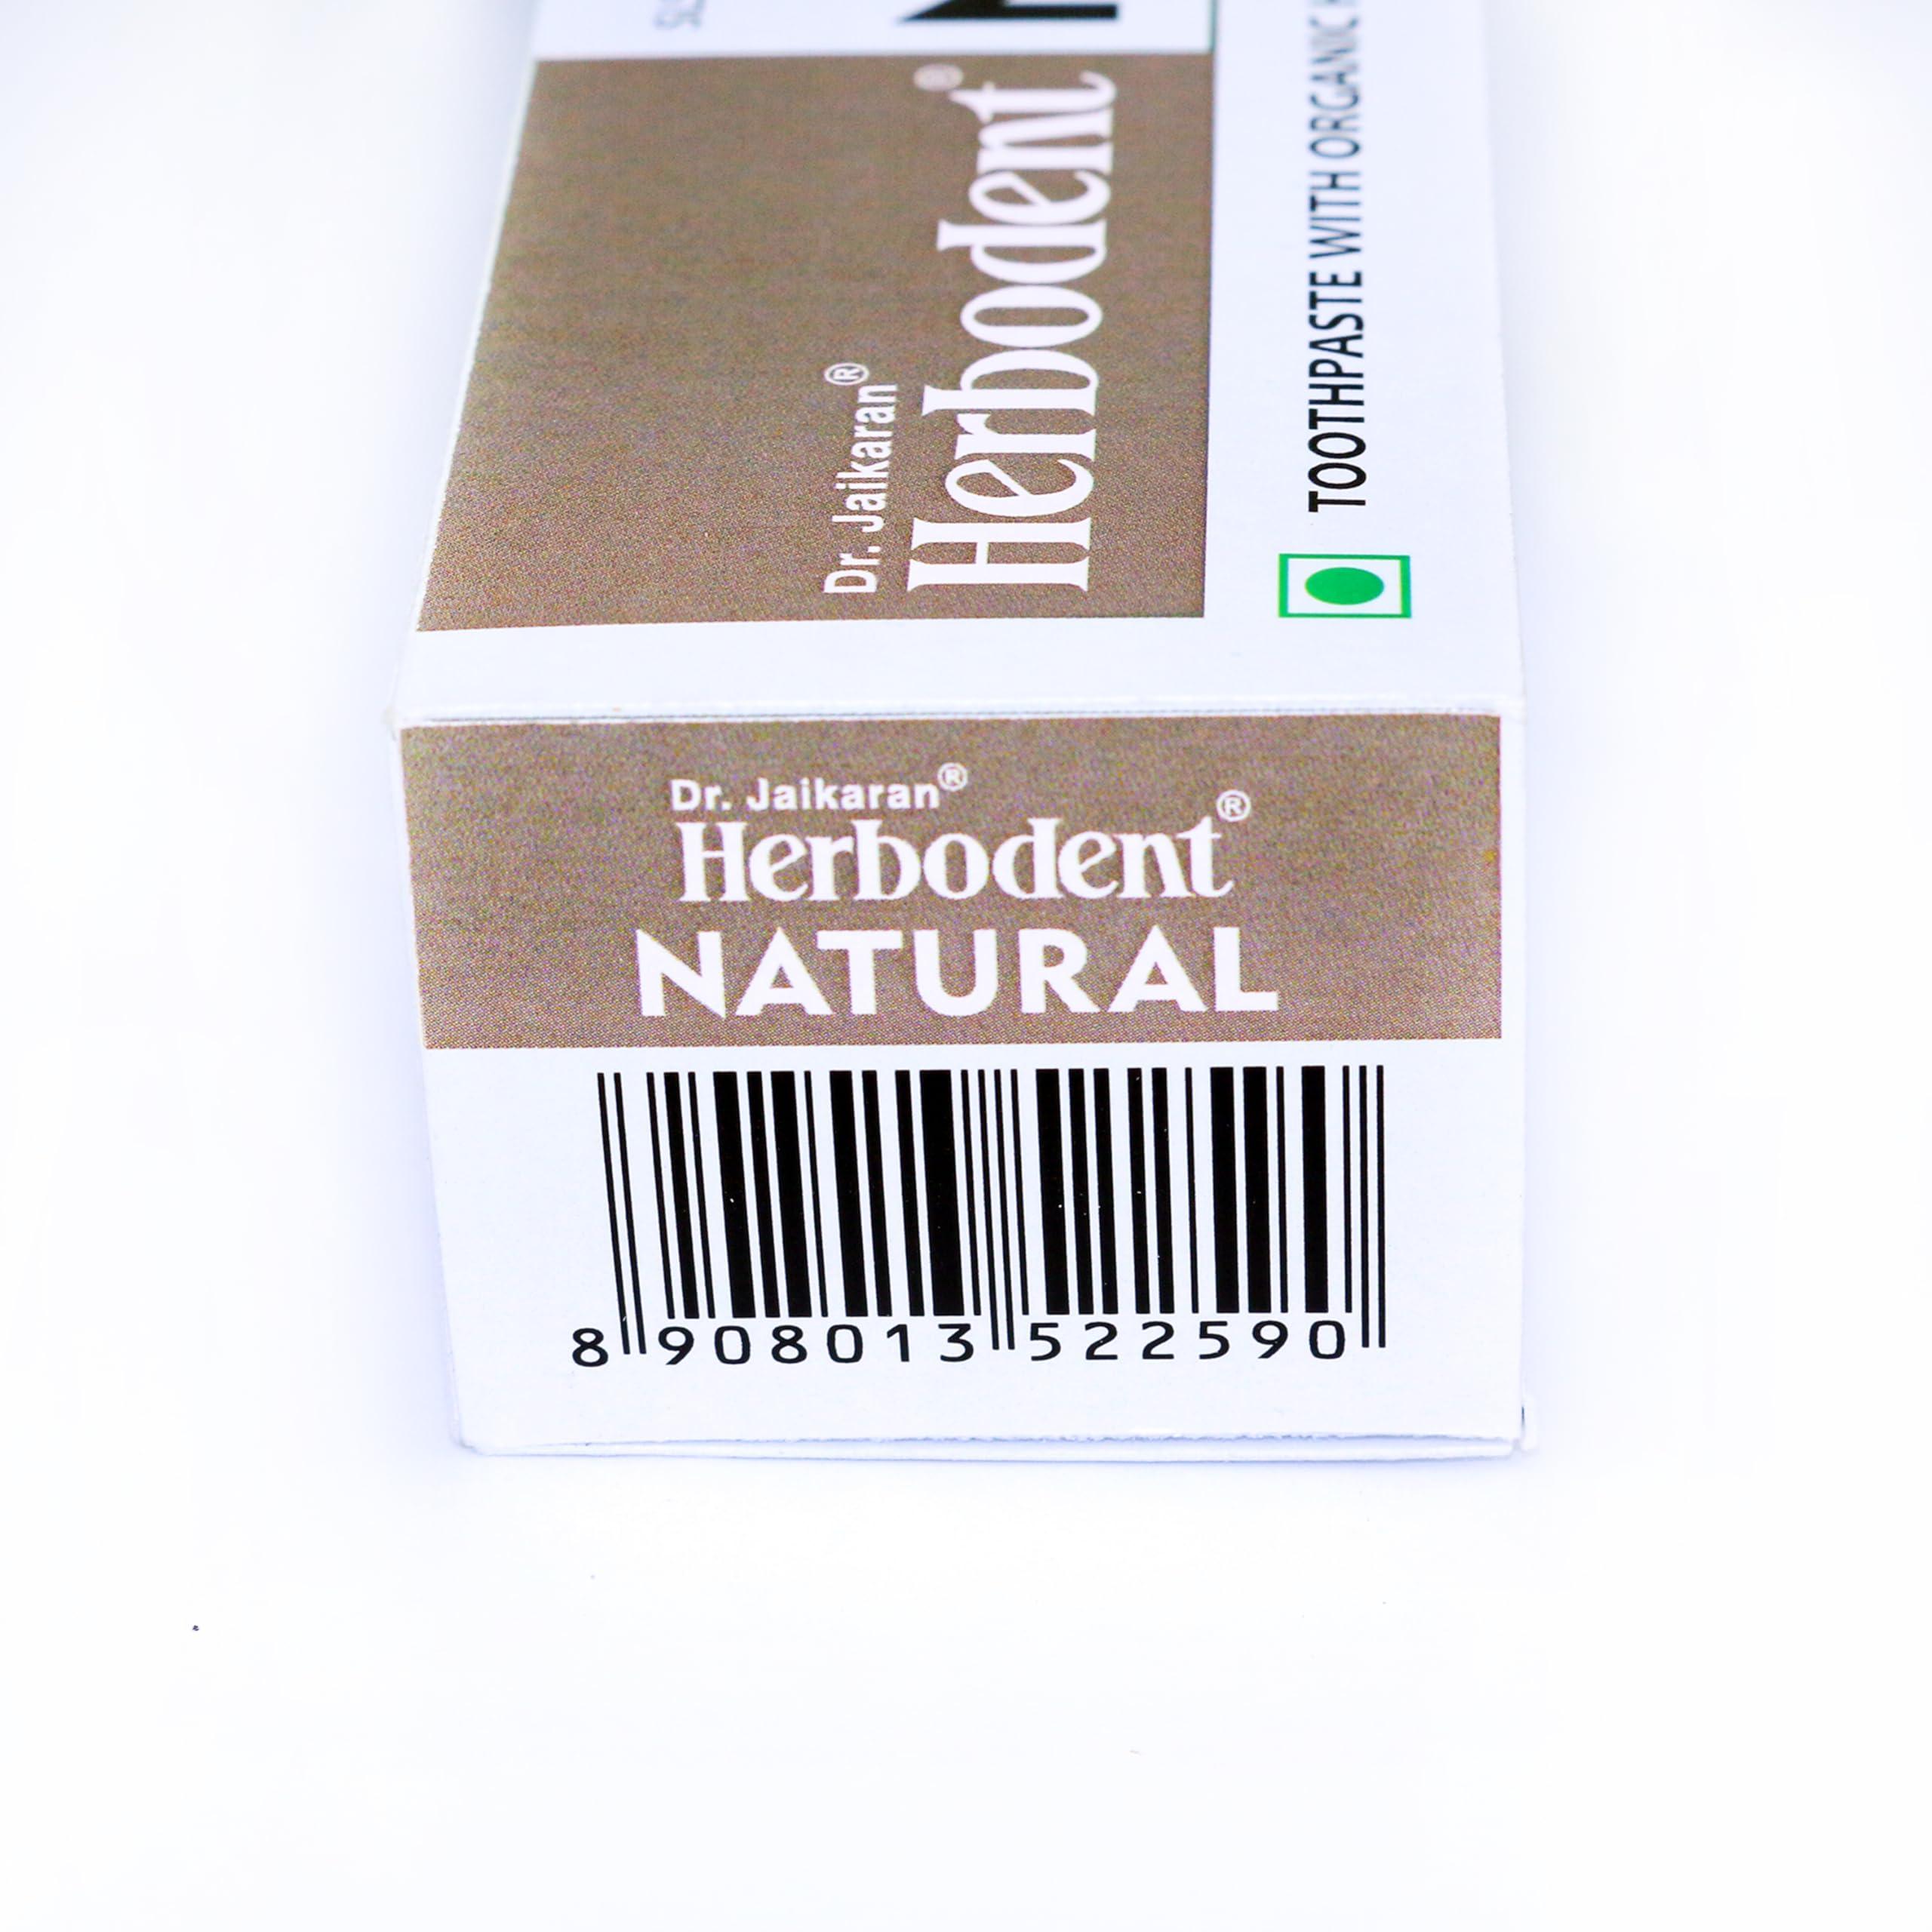 Dr. Jaikaran®
Herbodent®
TOOTHPASTE WITH ORGANIC
Dr. Jaikaran®
Herbodent®
NATURAL
8 908013 522590